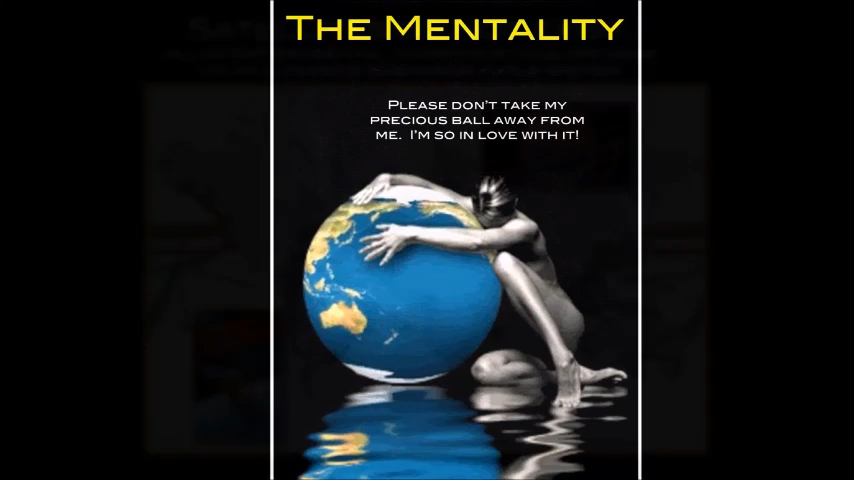 The Mentality
Please don't take my
precious ball away from
me. I'm so in love with it!